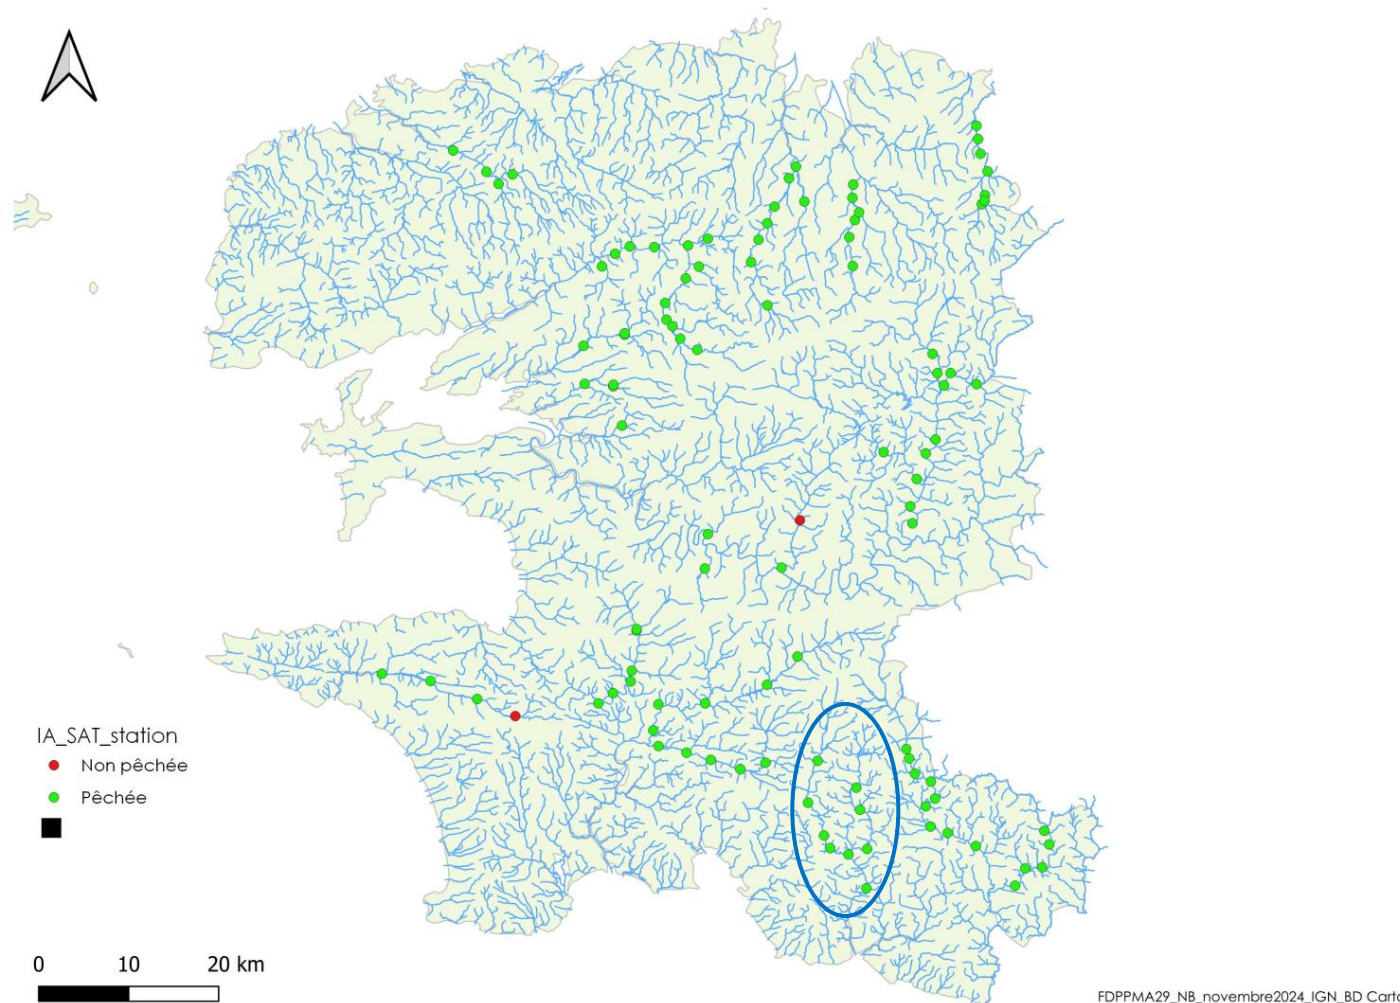 IA_SAT_station
Non pêchée
Pêchée
0 10 20 km
FDPPMA29_NB_novembre2024_IGN_BD Carto